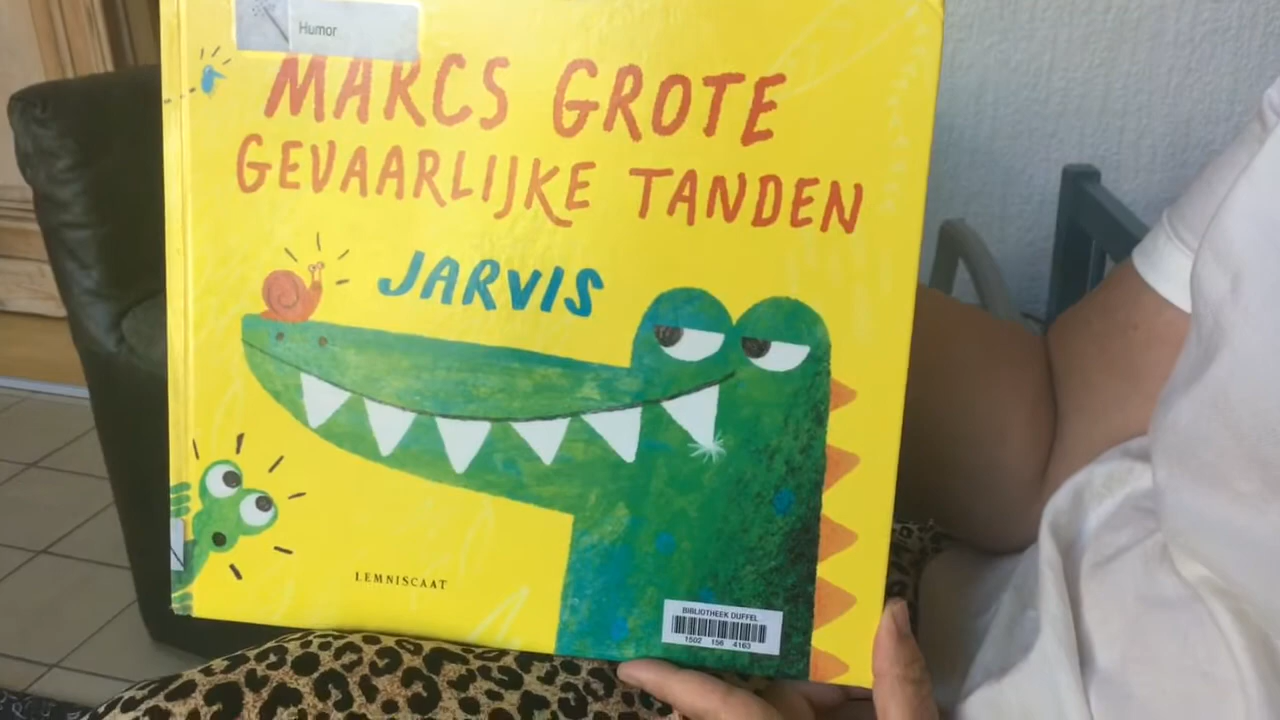 Humor
MARCS GROTE
GEVAARLIJKE TANDEN
JARVIS
LEMNISCAAT
BIBLIOTHEEK DUFFEL
1502 156 4163